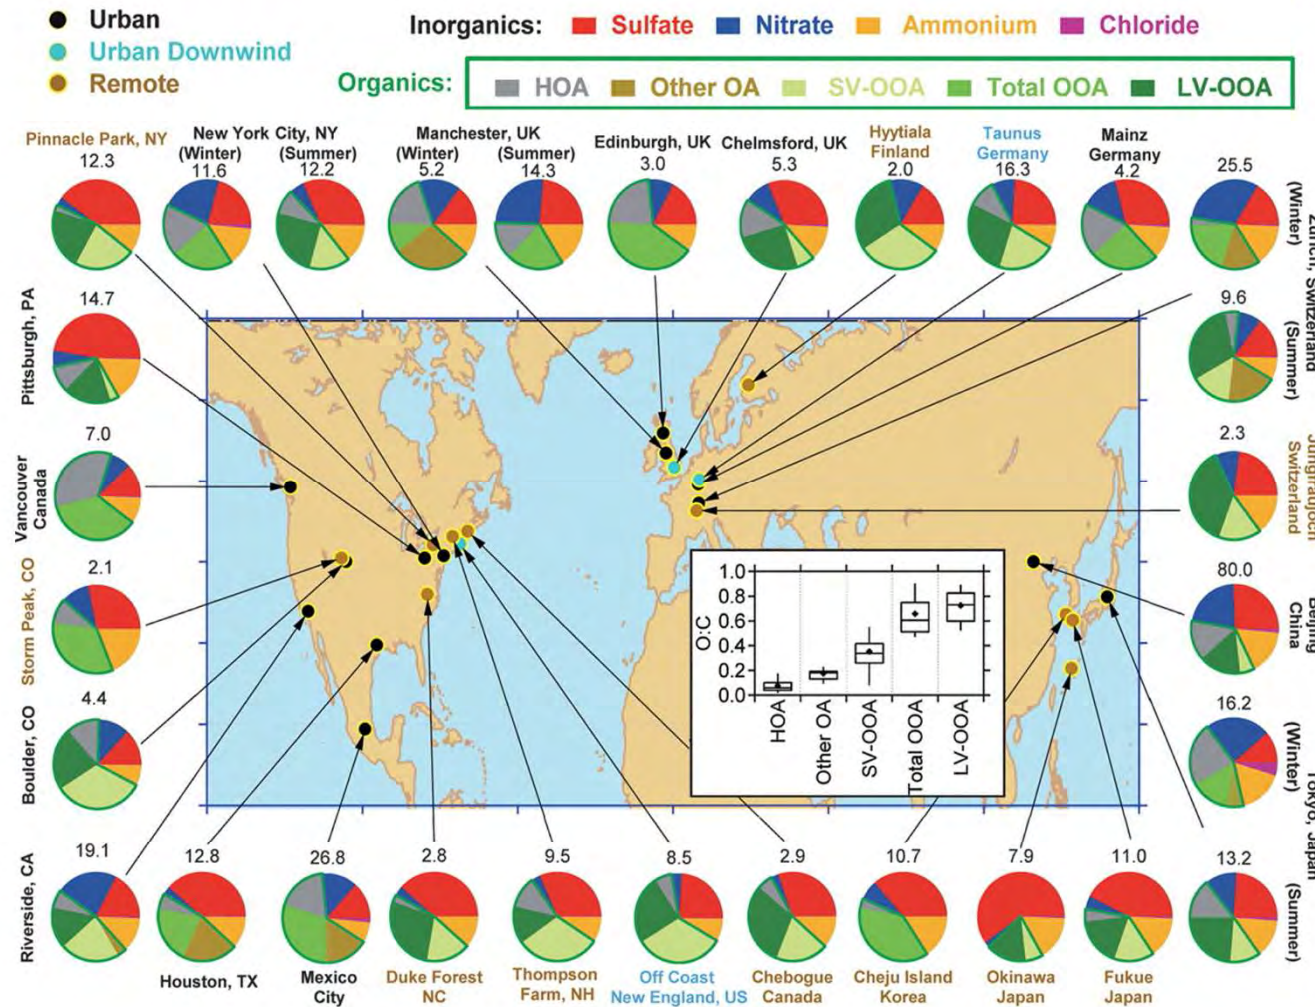 Urban
Urban Downwind
Remote
Inorganics: Sulfate Nitrate Ammonium Chloride
Organics: HOA Other OA SV-OOA Total OOA LV-OOA
Pinnacle Park, NY
12.3
New York City, NY
(Winter) (Summer)
11.6 12.2
Manchester, UK
(Winter) (Summer)
5.2 14.3
Edinburgh, UK
3.0
Chelmsford, UK
5.3
Hyytiala
Finland
2.0
Taunus
Germany
16.3
Mainz
Germany
4.2
25.5
(Winter)
Switzerland
9.6
(Summer)
Pittsburgh, PA
14.7
Vancouver
Canada
7.0
Storm Peak, CO
2.1
Boulder, CO
4.4
Jungfraujoch
Switzerland
2.3
80.0
Beijing
China
16.2
(Winter)
Tokyo, Japan
(Summer)
13.2
O:C
1.0
0.8
0.6
0.4
0.2
0.0
HOA
Other OA
SV-OOA
Total OOA
LV-OOA
Riverside, CA
19.1
12.8
Houston, TX
26.8
Mexico
City
2.8
Duke Forest
NC
9.5
Thompson
Farm, NH
8.5
Off Coast
New England, US
2.9
Chebogue
Canada
10.7
Cheju Island
Korea
7.9
Okinawa
Japan
11.0
Fukue
Japan